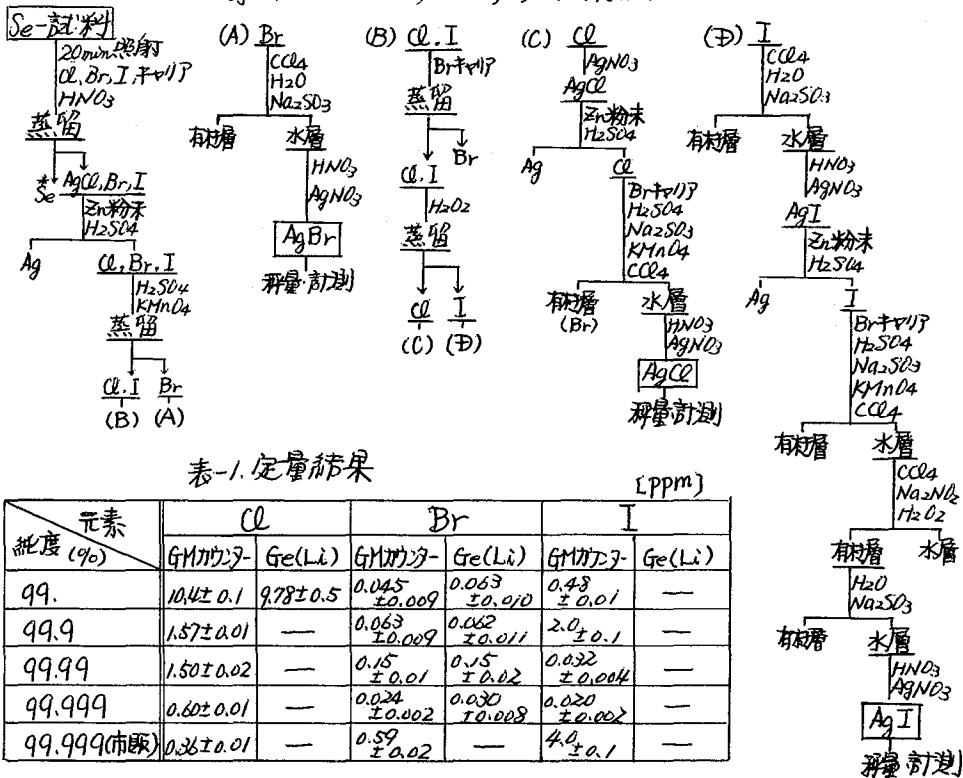 Se-試料
20min照射
Cl, Br, I, キャリア
HNO3
蒸留
*Se AgCl, Br, I
Zn粉末
H2SO4
Ag Cl, Br, I
H2SO4
KMnO4
蒸留
Cl. I Br
(B) (A)
(A) Br
CCl4
H2O
Na2SO3
有材層 水層
HNO3
AgNO3
AgBr
秤量・計測
(B) Cl. I
Brキャリア
蒸留
Br
Cl. I
H2O2
蒸留
Cl I
(C) (D)
(C) Cl
AgNO3
AgCl
Zn粉末
H2SO4
Ag Cl
Brキャリア
H2SO4
Na2SO3
KMnO4
CCl4
有村層 水層
(Br)
HNO3
AgNO3
AgCl
秤量・計測
(D) I
CCl4
H2O
Na2SO3
有村層 水層
HNO3
AgNO3
AgI
Zn粉末
H2SO4
Ag I
Brキャリア
H2SO4
Na2SO3
KMnO4
CCl4
有村層 水層
CCl4
Na2NO2
H2O2
有村層 水層
H2O
Na2SO3
有村層 水層
HNO3
AgNO3
AgI
秤量・計測
表-1. 定量結果
[ppm]
元素 Cl Br I
純度(%) GMカウンター Ge(Li) GMカウンター Ge(Li) GMカウンター Ge(Li)
99. 10.4±0.1 9.78±0.5 0.045±0.009 0.063±0.010 0.48±0.01 —
99.9 1.57±0.01 — 0.063±0.009 0.062±0.011 2.0±0.1 —
99.99 1.50±0.02 — 0.15±0.01 0.15±0.02 0.032±0.004 —
99.999 0.60±0.01 — 0.024±0.002 0.030±0.008 0.020±0.002 —
99.999(市販) 0.36±0.01 — 0.59±0.02 — 4.0±0.1 —